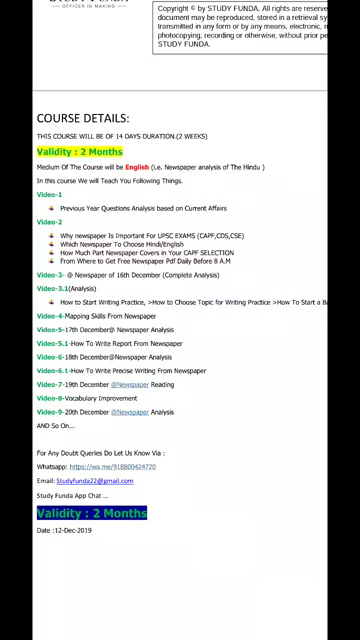 OFFICER IN MAKING
Copyright © by STUDY FUNDA. All rights are reserve
document may be reproduced, stored in a retrieval sy
transmitted in any form or by any means, electronic, m
photocopying, recording or otherwise, without prior pe
STUDY FUNDA.
COURSE DETAILS:
THIS COURSE WILL BE OF 14 DAYS DURATION.(2 WEEKS)
Validity : 2 Months
Medium Of The Course will be English (i.e. Newspaper analysis of The Hindu )
In this course We will Teach You Following Things.
Video-1
Previous Year Questions Analysis based on Current Affairs
Video-2
Why newspaper Is Important For UPSC EXAMS (CAPF,CDS,CSE)
Which Newspaper To Choose Hindi/English
How Much Part Newspaper Covers in Your CAPF SELECTION
From Where to Get Free Newspaper Pdf Daily Before 8 A.M
Video-3- @ Newspaper of 16th December (Complete Analysis)
Video-3.1(Analysis)
How to Start Writing Practice, >How to Choose Topic for Writing Practice >How To Start a Ba
Video-4-Mapping Skills From Newspaper
Video-5-17th December@ Newspaper Analysis
Video-5.1-How To Write Report From Newspaper
Video-6-18th December@Newspaper Analysis
Video-6.1-How To Write Precise Writing From Newspaper
Video-7-19th December @Newspaper Reading
Video-8-Vocabulary Improvement
Video-9-20th December @Newspaper Analysis
AND So On...
For Any Doubt Queries Do Let Us Know Via :
Whatsapp: https://wa.me/918800424720
Email: Studyfunda22@gmail.com
Study Funda App Chat ...
Validity : 2 Months
Date :12-Dec-2019